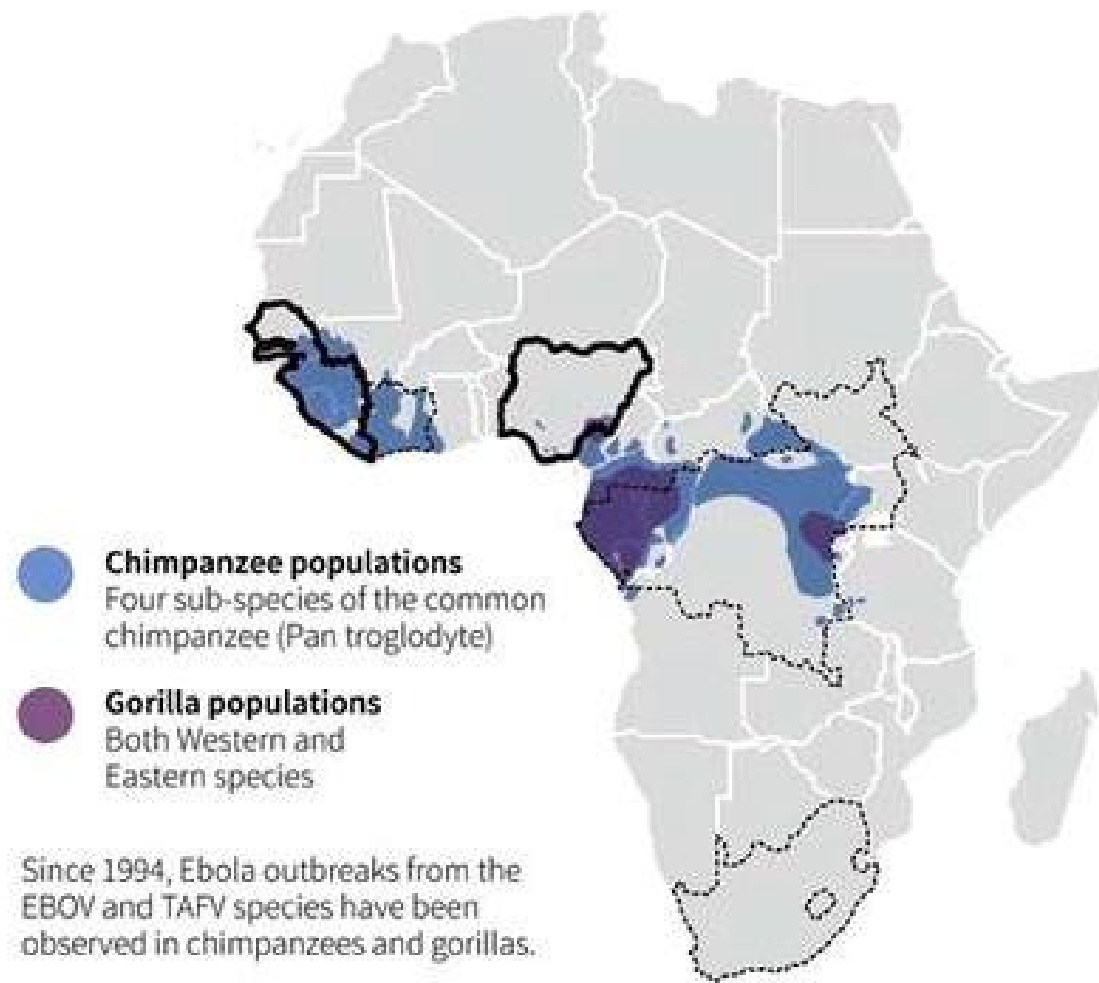 Chimpanzee populations
Four sub-species of the common
chimpanzee (Pan troglodyte)
Gorilla populations
Both Western and
Eastern species
Since 1994, Ebola outbreaks from the
EBOV and TAFV species have been
observed in chimpanzees and gorillas.